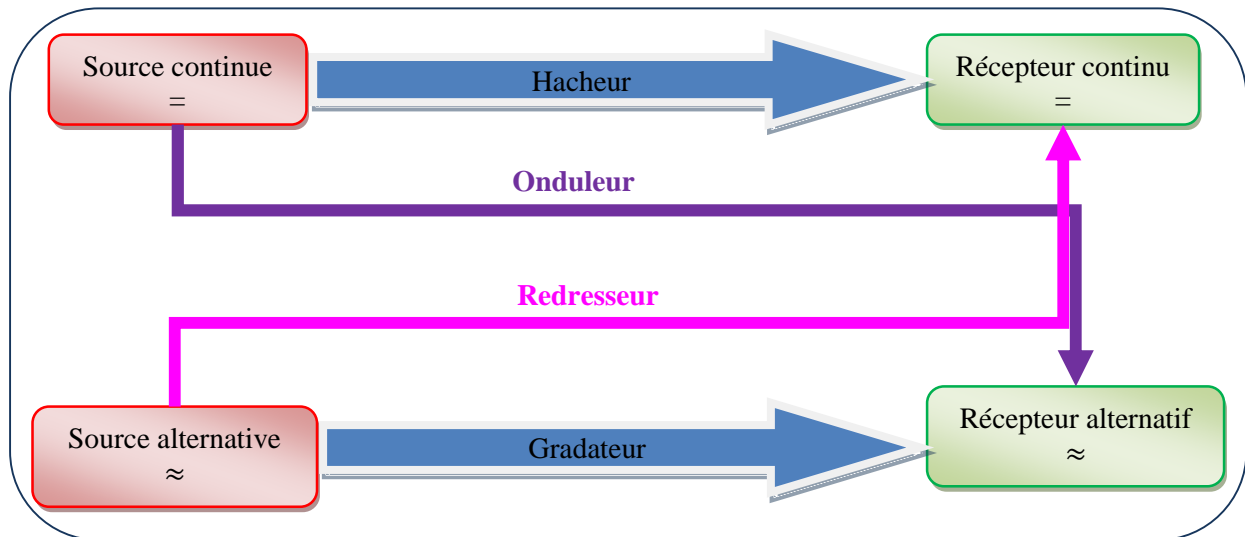 Source continue
=
Hacheur
Récepteur continu
=
Onduleur
Redresseur
Source alternative
≈
Gradateur
Récepteur alternatif
≈